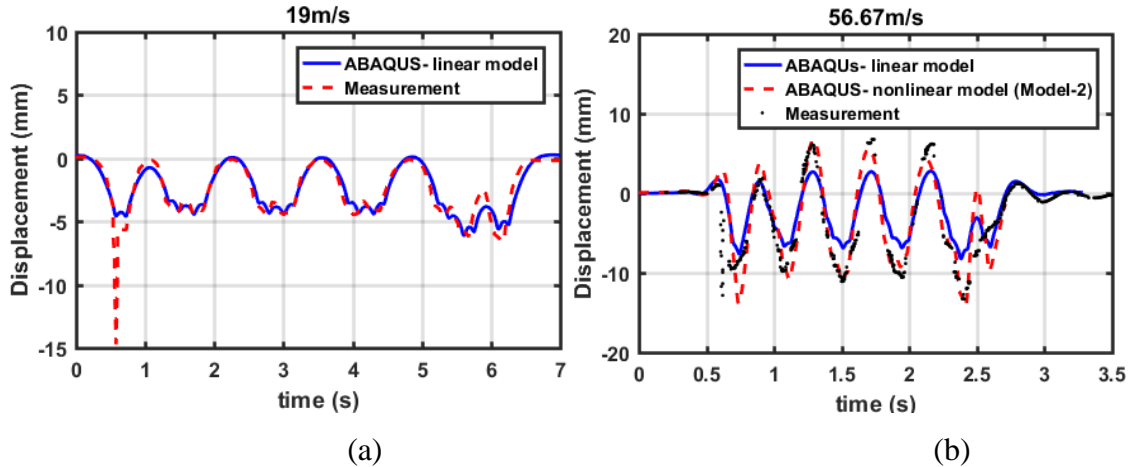 19m/s
10
5
0
-5
-10
-15
Displacement (mm)
ABAQUS- linear model
Measurement
0 1 2 3 4 5 6 7
time (s)
(a)
56.67m/s
20
10
0
-10
-20
Displacement (mm)
ABAQUs- linear model
ABAQUS- nonlinear model (Model-2)
Measurement
0 0.5 1 1.5 2 2.5 3 3.5
time (s)
(b)